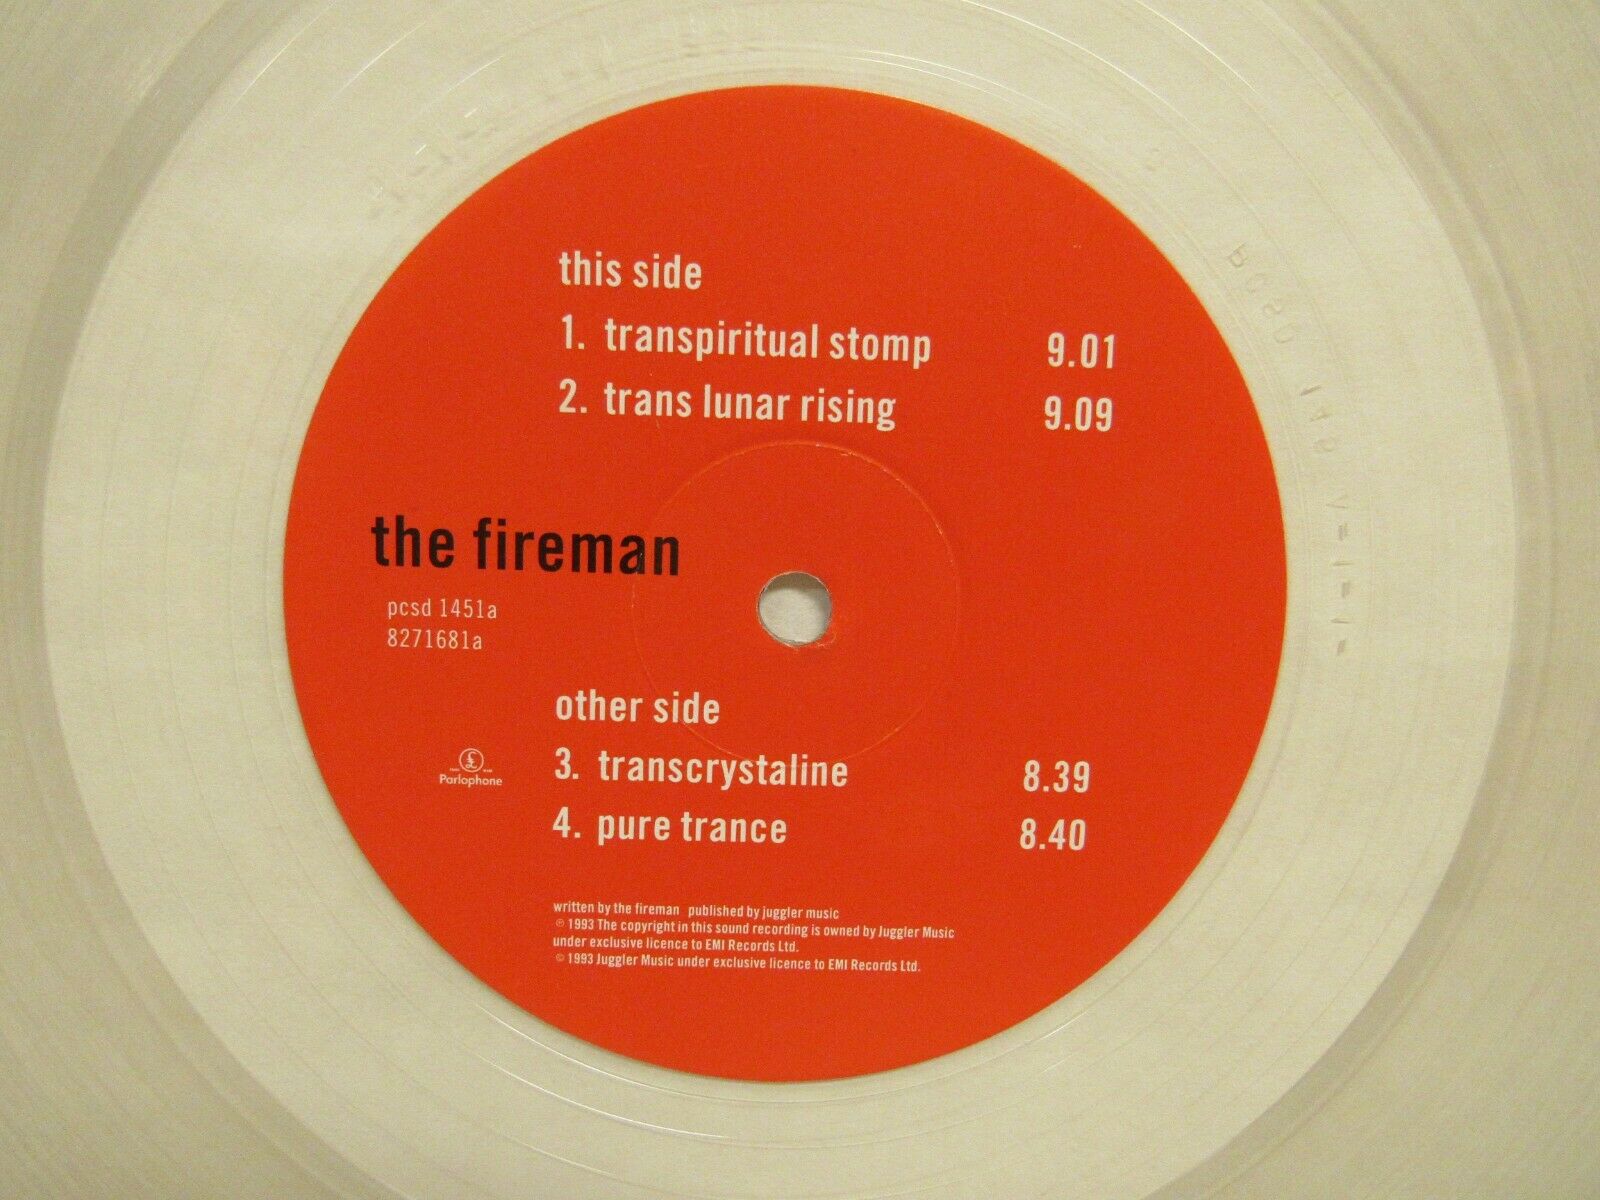 this side
1. transpiritual stomp 9.01
2. trans lunar rising 9.09
the fireman
pcsd 1451a
8271681a
other side
3. transcrystaline 8.39
4. pure trance 8.40
£
Parlophone
written by the fireman published by juggler music
℗ 1993 The copyright in this sound recording is owned by Juggler Music
under exclusive licence to EMI Records Ltd.
© 1993 Juggler Music under exclusive licence to EMI Records Ltd.